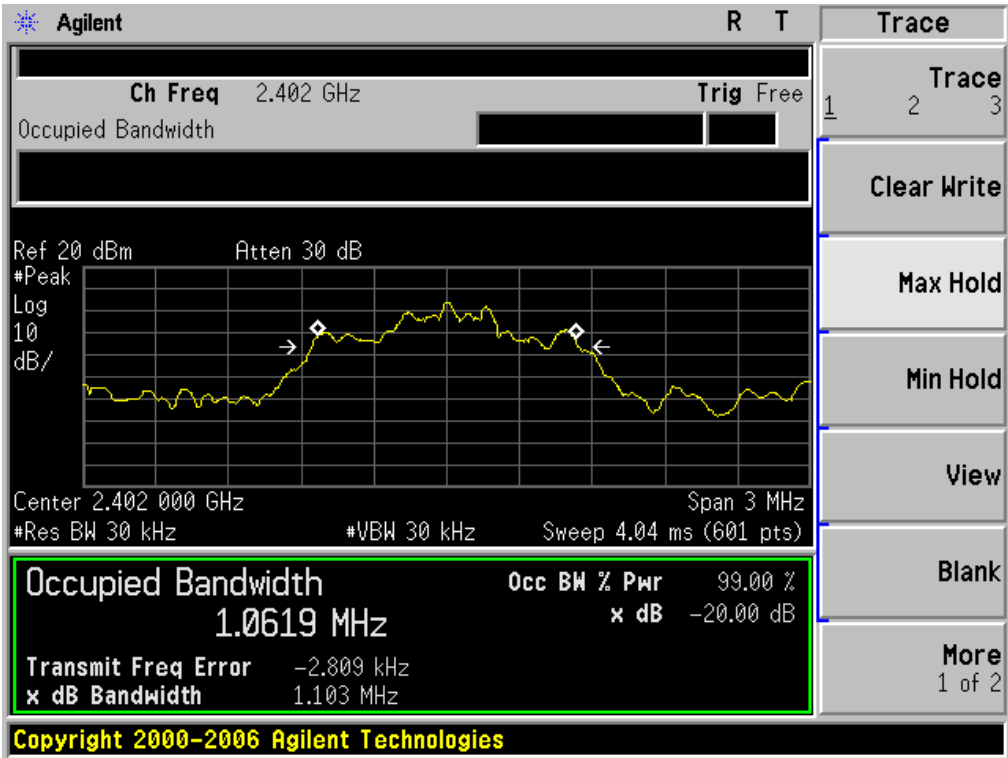 Agilent R T
Ch Freq 2.402 GHz Trig Free
Occupied Bandwidth
Ref 20 dBm Atten 30 dB
#Peak
Log
10
dB/
Center 2.402 000 GHz Span 3 MHz
#Res BW 30 kHz #VBW 30 kHz Sweep 4.04 ms (601 pts)
Occupied Bandwidth Occ BW % Pwr 99.00 %
1.0619 MHz x dB -20.00 dB
Transmit Freq Error -2.809 kHz
x dB Bandwidth 1.103 MHz
Copyright 2000-2006 Agilent Technologies
Trace
Trace
1 2 3
Clear Write
Max Hold
Min Hold
View
Blank
More
1 of 2